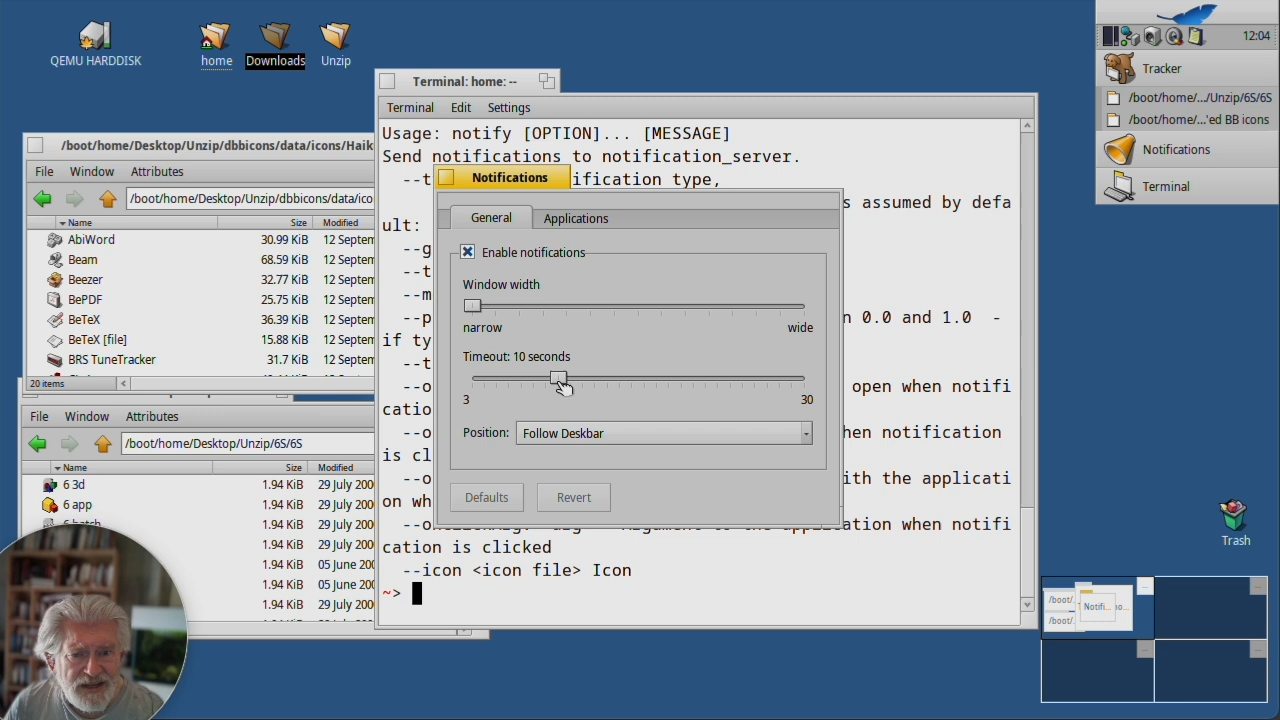 QEMU HARDDISK
home
Downloads
Unzip
12:04
Tracker
/boot/home/.../Unzip/6S/6S
/boot/home/...'ed BB icons
Notifications
Terminal
Terminal: home: --
Terminal Edit Settings
Usage: notify [OPTION]... [MESSAGE]
Send notifications to notification_server.
--t
ification type,
s assumed by defa
ult:
--g
--t
--m
--p
n 0.0 and 1.0 -
if ty
--t
--o
open when notifi
catio
--o
hen notification
is cl
--o
ith the applicati
on wh
cation when notifi
cation is clicked
--icon <icon file> Icon
~>
/boot/home/Desktop/Unzip/dbbicons/data/icons/Haik
File Window Attributes
/boot/home/Desktop/Unzip/dbbicons/data/ico
Name Size Modified
AbiWord 30.99 KiB 12 Septem
Beam 68.59 KiB 12 Septem
Beezer 32.77 KiB 12 Septem
BePDF 25.75 KiB 12 Septem
BeTeX 36.39 KiB 12 Septem
BeTeX [file] 15.88 KiB 12 Septem
BRS TuneTracker 31.7 KiB 12 Septem
20 items
File Window Attributes
/boot/home/Desktop/Unzip/6S/6S
Name Size Modified
6 3d 1.94 KiB 29 July 200
6 app 1.94 KiB 29 July 200
6 batch 1.94 KiB 29 July 200
1.94 KiB 29 July 200
1.94 KiB 05 June 200
1.94 KiB 05 June 200
1.94 KiB 29 July 200
Notifications
General Applications
Enable notifications
Window width
narrow wide
Timeout: 10 seconds
3 30
Position: Follow Deskbar
Defaults Revert
Trash
/boot/.
Notifi...
/boot/.